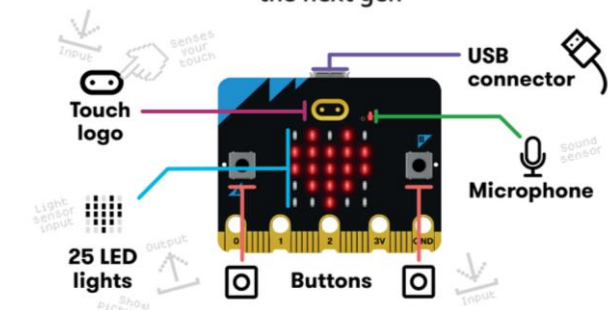 the next gen
Input
Senses
your
touch
USB
connector
Touch
logo
Sound
sensor
Microphone
Light
sensor
input
25 LED
lights
Output
Show
A
B
0
1
2
3V
GND
Buttons
Input